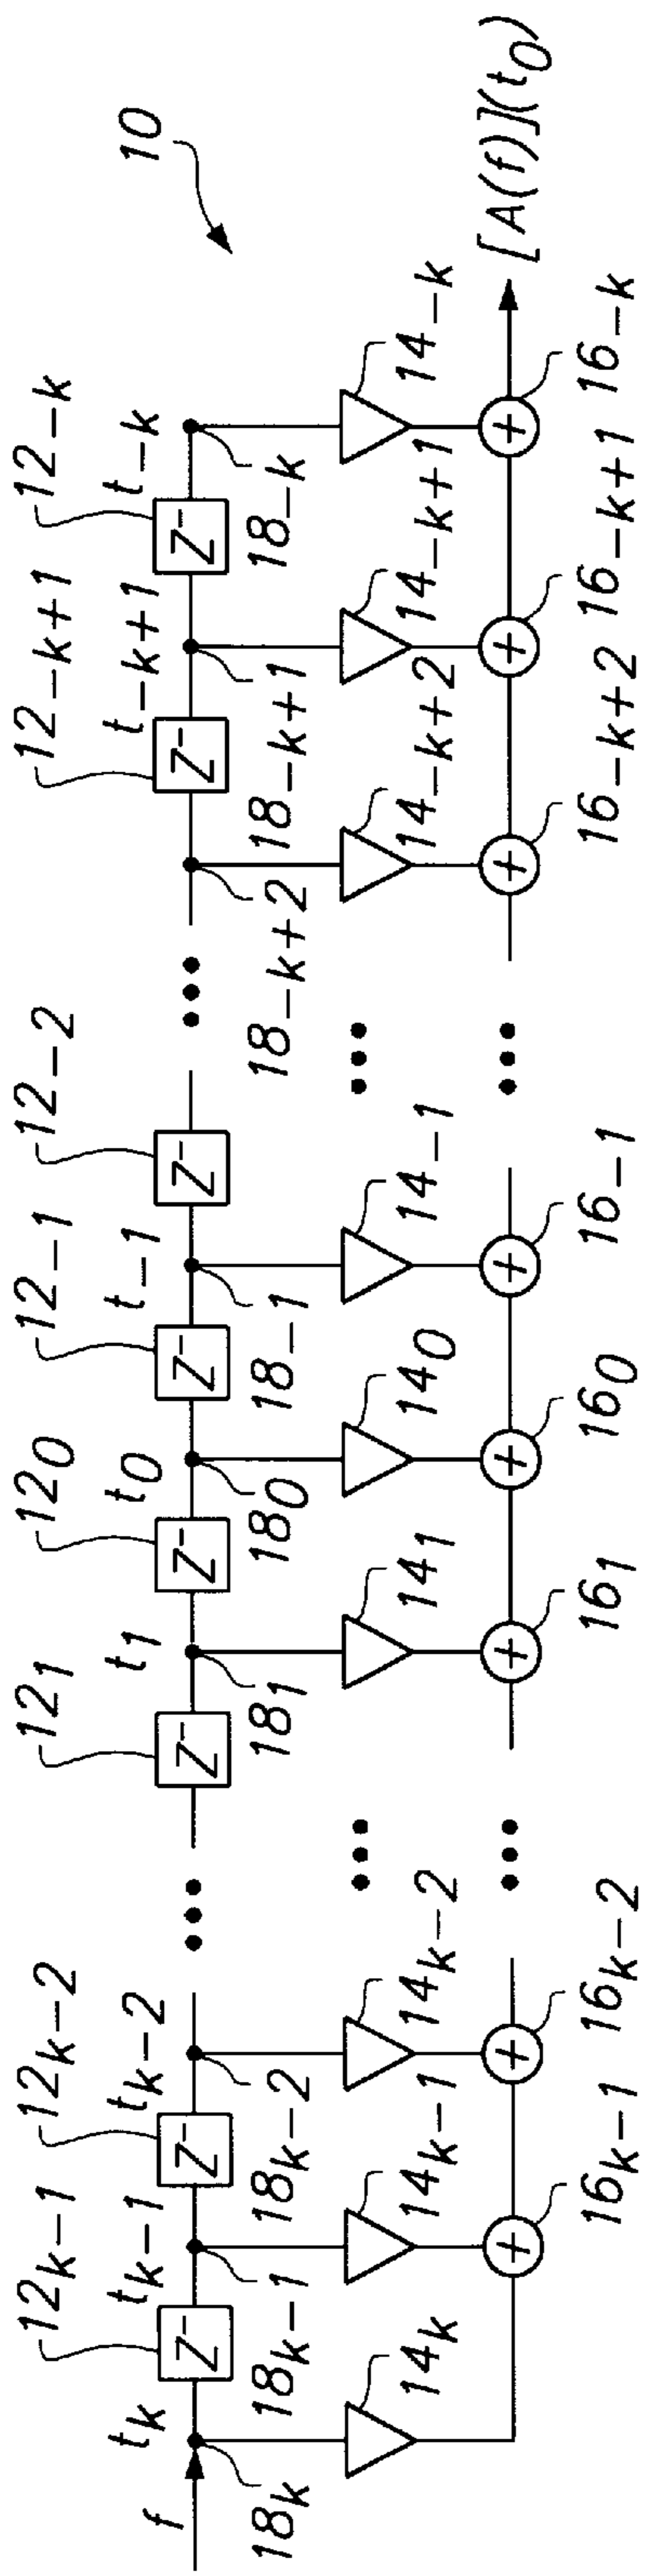 12k−1 12k−2 12₁ 12₀ 12−1 12−2 12−k+1 12−k
10
tk tk−1 tk−2 t₁ t₀ t−1 t−k+1 t−k
f Z⁻ Z⁻ Z⁻ Z⁻ Z⁻ Z⁻ Z⁻ Z⁻
18k 18k−1 18k−2 18₁ 18₀ 18−1 18−k+2 18−k+1 18−k
14k 14k−1 14k−2 14₁ 14₀ 14−1 14−k+2 14−k+1 14−k
+ + + + + + + + [A(f)](t₀)
16k−1 16k−2 16₁ 16₀ 16−1 16−k+2 16−k+1 16−k